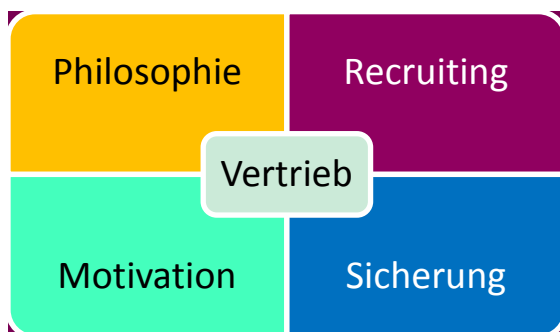 Philosophie
Recruiting
Vertrieb
Motivation
Sicherung